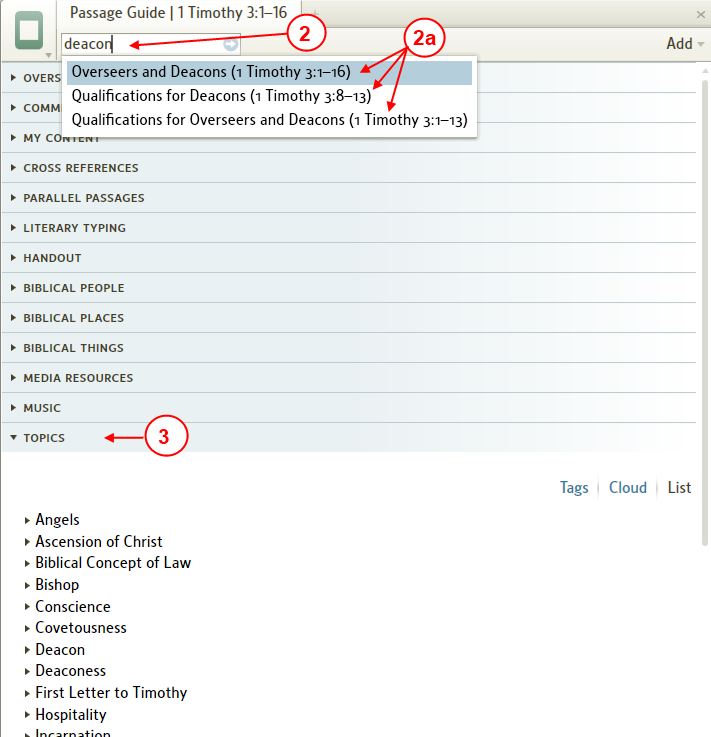 Passage Guide | 1 Timothy 3:1–16
deacon
2
2a
Add
Overseers and Deacons (1 Timothy 3:1–16)
Qualifications for Deacons (1 Timothy 3:8–13)
Qualifications for Overseers and Deacons (1 Timothy 3:1–13)
OVERS
COMM
MY CONTENT
CROSS REFERENCES
PARALLEL PASSAGES
LITERARY TYPING
HANDOUT
BIBLICAL PEOPLE
BIBLICAL PLACES
BIBLICAL THINGS
MEDIA RESOURCES
MUSIC
TOPICS
3
Tags | Cloud | List
Angels
Ascension of Christ
Biblical Concept of Law
Bishop
Conscience
Covetousness
Deacon
Deaconess
First Letter to Timothy
Hospitality
Incarnation